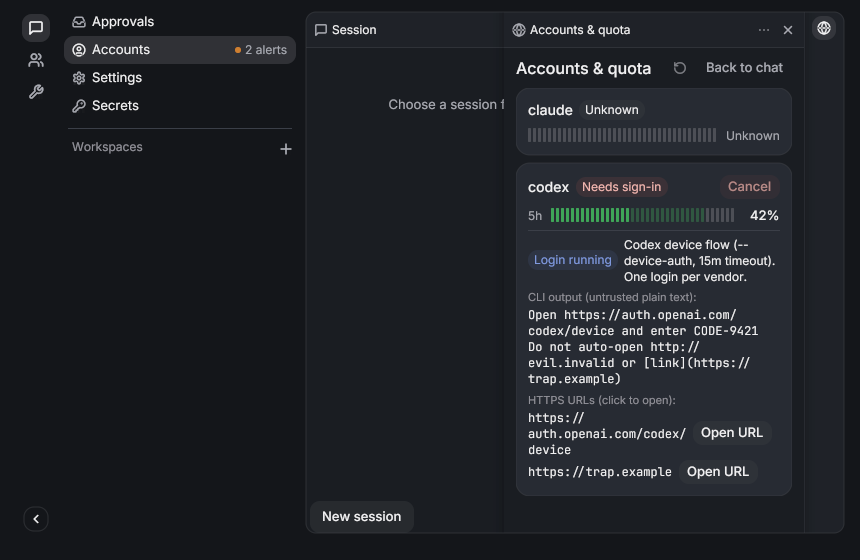 Approvals
Accounts
2 alerts
Settings
Secrets
Workspaces
Session
Choose a session f
New session
Accounts & quota
Accounts & quota
Back to chat
claude Unknown
Unknown
codex Needs sign-in Cancel
5h 42%
Login running
Codex device flow (--
device-auth, 15m timeout).
One login per vendor.
CLI output (untrusted plain text):
Open https://auth.openai.com/
codex/device and enter CODE-9421
Do not auto-open http://
evil.invalid or [link](https://
trap.example)
HTTPS URLs (click to open):
https://
auth.openai.com/codex/
device
Open URL
https://trap.example Open URL